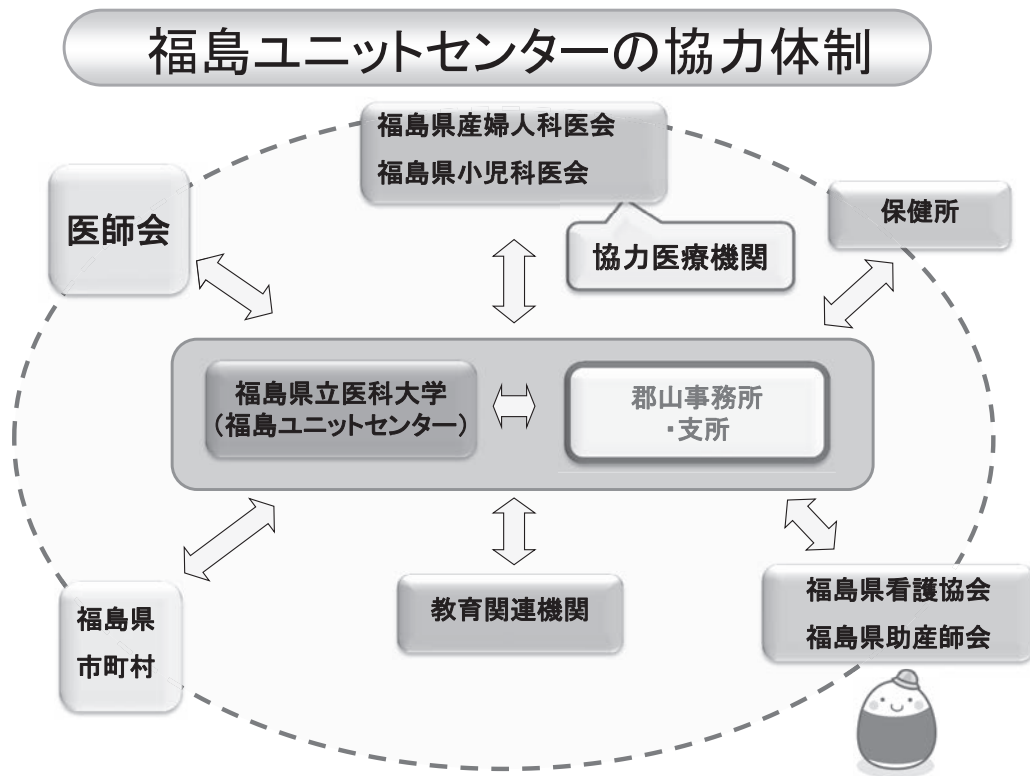 福島ユニットセンターの協力体制
福島県産婦人科医会
福島県小児科医会
医師会
保健所
協力医療機関
福島県立医科大学
(福島ユニットセンター)
郡山事務所
・支所
福島県
市町村
教育関連機関
福島県看護協会
福島県助産師会